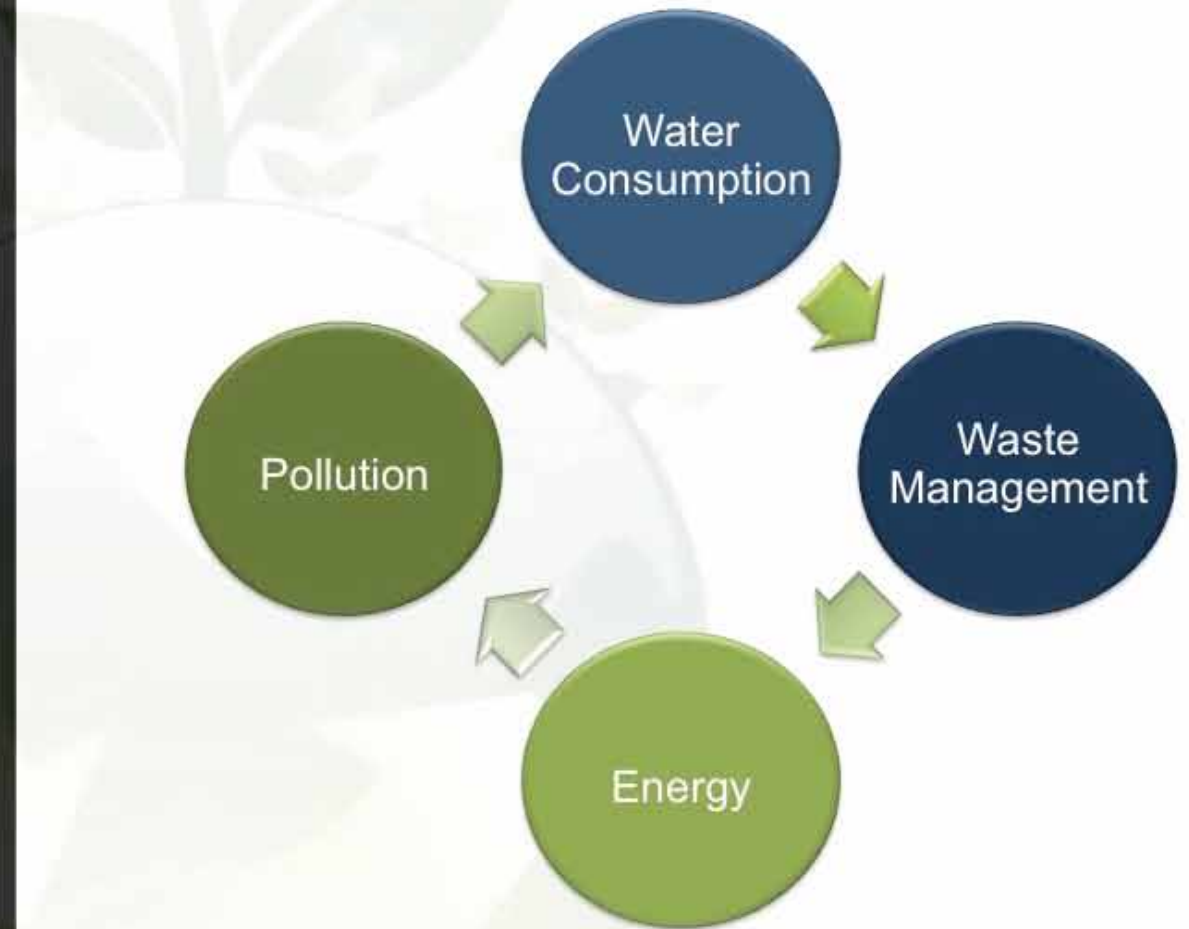 Water
Consumption
Waste
Management
Energy
Pollution